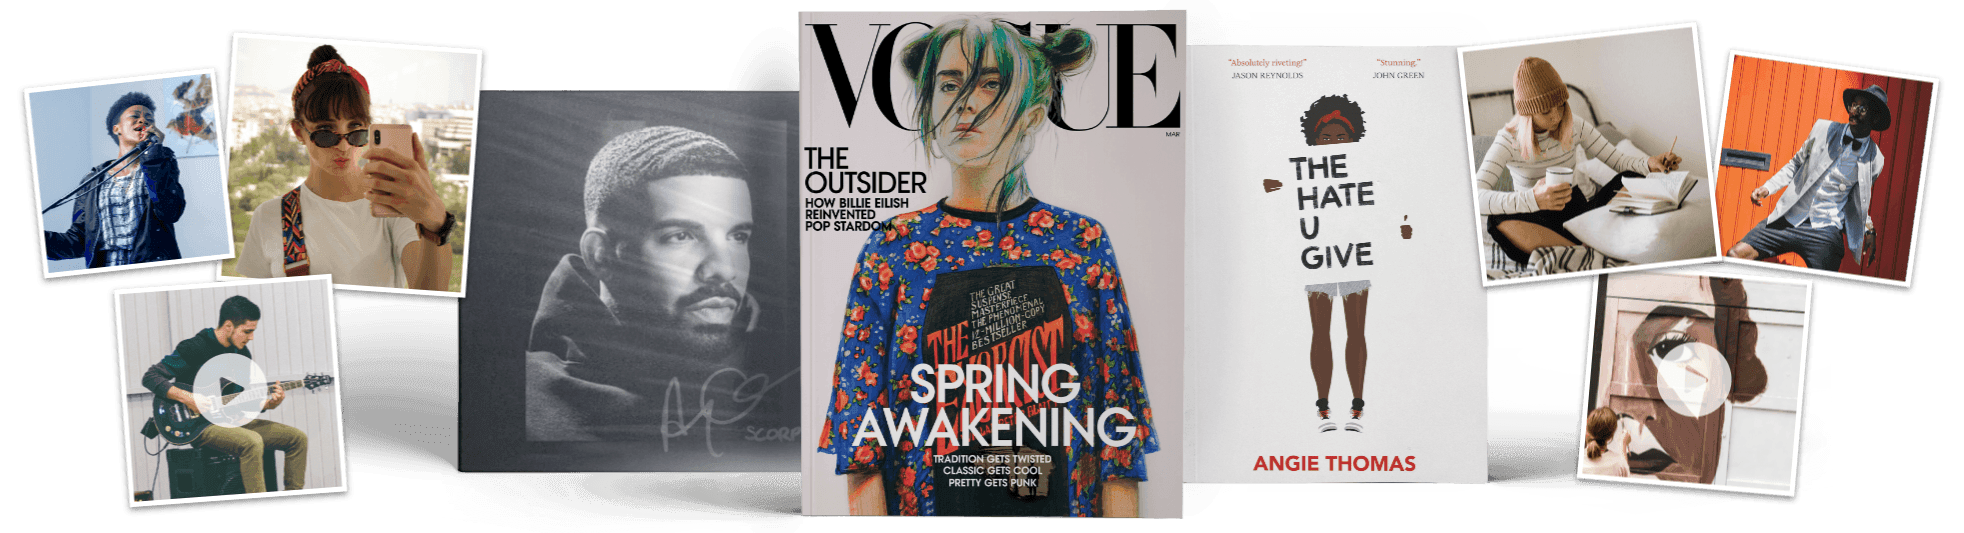 VOGUE
MAR
THE
OUTSIDER
HOW BILLIE EILISH
REINVENTED
POP STARDOM
THE GREAT
SUSPENSE
MASTERPIECE
THE PHENOMENAL
12-MILLION-COPY
BESTSELLER
THE
EXORCIST
SPRING
AWAKENING
TRADITION GETS TWISTED
CLASSIC GETS COOL
PRETTY GETS PUNK
"Absolutely riveting!"
JASON REYNOLDS
"Stunning."
JOHN GREEN
THE
HATE
U
GIVE
ANGIE THOMAS